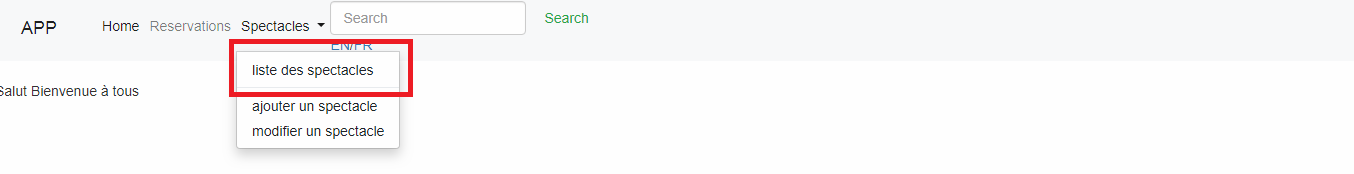 APP Home Reservations Spectacles Search Search
EN/FR
liste des spectacles
Salut Bienvenue à tous
ajouter un spectacle
modifier un spectacle